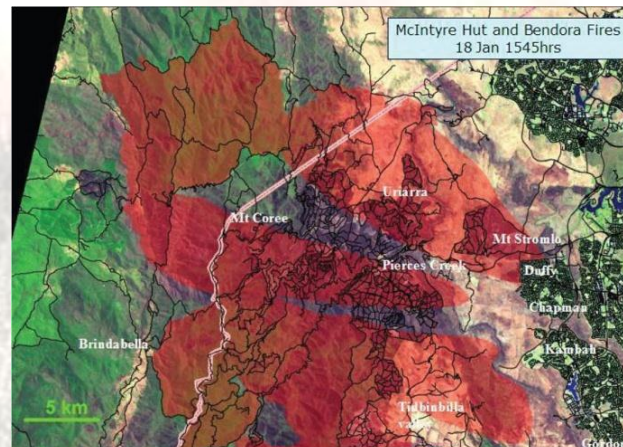 McIntyre Hut and Bendora Fires
18 Jan 1545hrs
Uriarra
Mt Coree
Mt Stromlo
Pierces Creek
Duffy
Chapman
Brindabella
Kambah
5 km
Tidbinbilla
Gordon